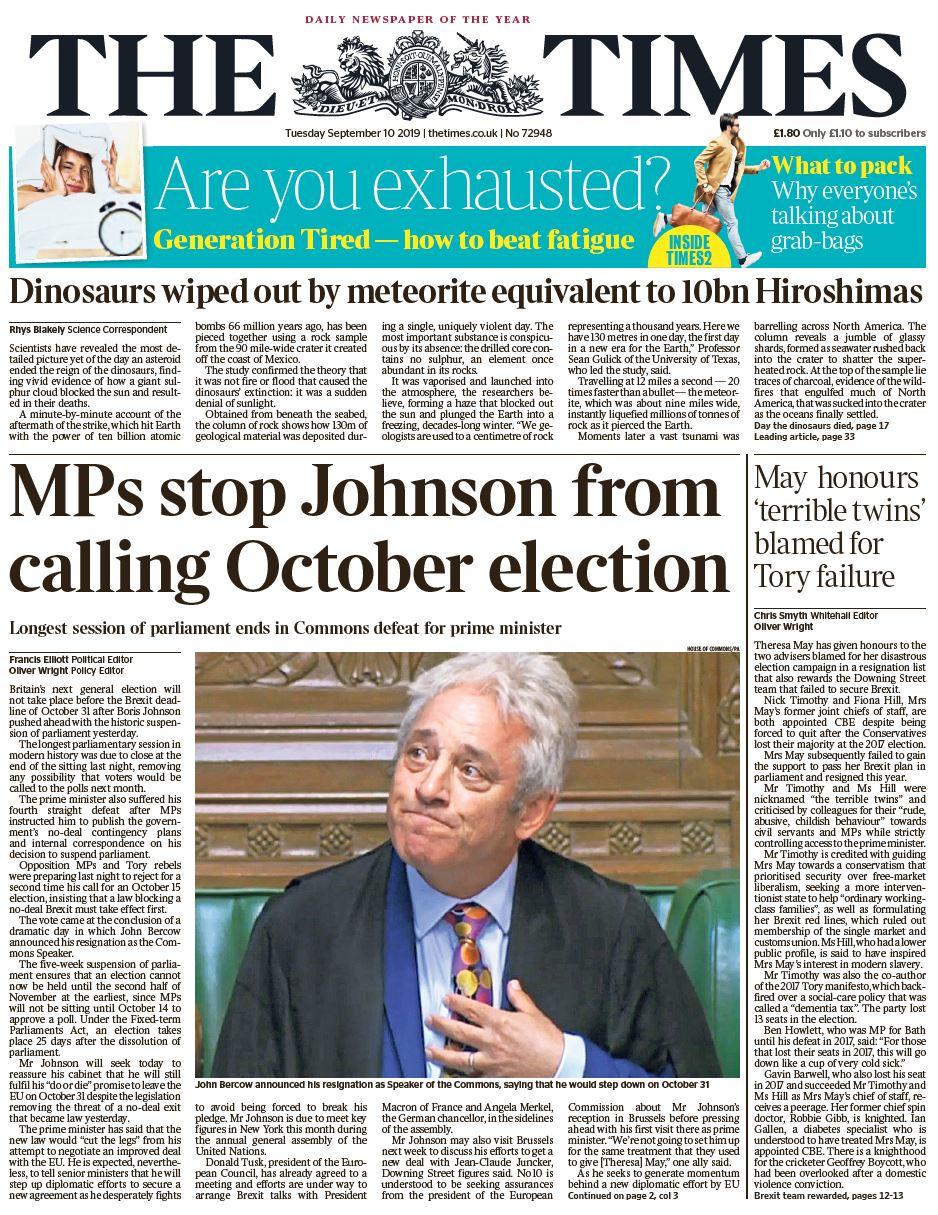 DAILY NEWSPAPER OF THE YEAR
THE TIMES
DIEU·ET MON·DROIT
Tuesday September 10 2019 | thetimes.co.uk | No 72948
£1.80 Only £1.10 to subscribers
Are you exhausted?
Generation Tired — how to beat fatigue
INSIDE
TIMES2
What to pack
Why everyone's
talking about
grab-bags
Dinosaurs wiped out by meteorite equivalent to 10bn Hiroshimas
Rhys Blakely Science Correspondent
Scientists have revealed the most de-
tailed picture yet of the day an asteroid
ended the reign of the dinosaurs, find-
ing vivid evidence of how a giant sul-
phur cloud blocked the sun and result-
ed in their deaths.
A minute-by-minute account of the
aftermath of the strike, which hit Earth
with the power of ten billion atomic
bombs 66 million years ago, has been
pieced together using a rock sample
from the 90 mile-wide crater it created
off the coast of Mexico.
The study confirmed the theory that
it was not fire or flood that caused the
dinosaurs' extinction: it was a sudden
denial of sunlight.
Obtained from beneath the seabed,
the column of rock shows how 130m of
geological material was deposited dur-
ing a single, uniquely violent day. The
most important substance is conspicu-
ous by its absence: the drilled core con-
tains no sulphur, an element once
abundant in its rocks.
It was vaporised and launched into
the atmosphere, the researchers be-
lieve, forming a haze that blocked out
the sun and plunged the Earth into a
freezing, decades-long winter. “We ge-
ologists are used to a centimetre of rock
representing a thousand years. Here we
have 130 metres in one day, the first day
in a new era for the Earth,” Professor
Sean Gulick of the University of Texas,
who led the study, said.
Travelling at 12 miles a second — 20
times faster than a bullet — the meteor-
ite, which was about nine miles wide,
instantly liquefied millions of tonnes of
rock as it pierced the Earth.
Moments later a vast tsunami was
barrelling across North America. The
column reveals a jumble of glassy
shards, formed as seawater rushed back
into the crater to shatter the super-
heated rock. At the top of the sample lie
traces of charcoal, evidence of the wild-
fires that engulfed much of North
America, that was sucked into the crater
as the oceans finally settled.
Day the dinosaurs died, page 17
Leading article, page 33
MPs stop Johnson from
calling October election
Longest session of parliament ends in Commons defeat for prime minister
HOUSE OF COMMONS/PA
Francis Elliott Political Editor
Oliver Wright Policy Editor
Britain's next general election will
not take place before the Brexit dead-
line of October 31 after Boris Johnson
pushed ahead with the historic suspen-
sion of parliament yesterday.
The longest parliamentary session in
modern history was due to close at the
end of the sitting last night, removing
any possibility that voters would be
called to the polls next month.
The prime minister also suffered his
fourth straight defeat after MPs
instructed him to publish the govern-
ment's no-deal contingency plans
and internal correspondence on his
decision to suspend parliament.
Opposition MPs and Tory rebels
were preparing last night to reject for a
second time his call for an October 15
election, insisting that a law blocking a
no-deal Brexit must take effect first.
The vote came at the conclusion of a
dramatic day in which John Bercow
announced his resignation as the Com-
mons Speaker.
The five-week suspension of parlia-
ment ensures that an election cannot
now be held until the second half of
November at the earliest, since MPs
will not be sitting until October 14 to
approve a poll. Under the Fixed-term
Parliaments Act, an election takes
place 25 days after the dissolution of
parliament.
Mr Johnson will seek today to
reassure his cabinet that he will still
fulfil his “do or die” promise to leave the
EU on October 31 despite the legislation
removing the threat of a no-deal exit
that became law yesterday.
The prime minister has said that the
new law would “cut the legs” from his
attempt to negotiate an improved deal
with the EU. He is expected, neverthe-
less, to tell senior ministers that he will
step up diplomatic efforts to secure a
new agreement as he desperately fights
John Bercow announced his resignation as Speaker of the Commons, saying that he would step down on October 31
to avoid being forced to break his
pledge. Mr Johnson is due to meet key
figures in New York this month during
the annual general assembly of the
United Nations.
Donald Tusk, president of the Euro-
pean Council, has already agreed to a
meeting and efforts are under way to
arrange Brexit talks with President
Macron of France and Angela Merkel,
the German chancellor, in the sidelines
of the assembly.
Mr Johnson may also visit Brussels
next week to discuss his efforts to get a
new deal with Jean-Claude Juncker,
Downing Street figures said. No10 is
understood to be seeking assurances
from the president of the European
Commission about Mr Johnson's
reception in Brussels before pressing
ahead with his first visit there as prime
minister. “We're not going to set him up
for the same treatment that they used
to give [Theresa] May,” one ally said.
As he seeks to generate momentum
behind a new diplomatic effort by EU
Continued on page 2, col 3
May honours
‘terrible twins’
blamed for
Tory failure
Chris Smyth Whitehall Editor
Oliver Wright
Theresa May has given honours to the
two advisers blamed for her disastrous
election campaign in a resignation list
that also rewards the Downing Street
team that failed to secure Brexit.
Nick Timothy and Fiona Hill, Mrs
May's former joint chiefs of staff, are
both appointed CBE despite being
forced to quit after the Conservatives
lost their majority at the 2017 election.
Mrs May subsequently failed to gain
the support to pass her Brexit plan in
parliament and resigned this year.
Mr Timothy and Ms Hill were
nicknamed “the terrible twins” and
criticised by colleagues for their “rude,
abusive, childish behaviour” towards
civil servants and MPs while strictly
controlling access to the prime minister.
Mr Timothy is credited with guiding
Mrs May towards a conservatism that
prioritised security over free-market
liberalism, seeking a more interven-
tionist state to help “ordinary working-
class families”, as well as formulating
her Brexit red lines, which ruled out
membership of the single market and
customs union. Ms Hill, who had a lower
public profile, is said to have inspired
Mrs May's interest in modern slavery.
Mr Timothy was also the co-author
of the 2017 Tory manifesto, which back-
fired over a social-care policy that was
called a “dementia tax”. The party lost
13 seats in the election.
Ben Howlett, who was MP for Bath
until his defeat in 2017, said: “For those
that lost their seats in 2017, this will go
down like a cup of very cold sick.”
Gavin Barwell, who also lost his seat
in 2017 and succeeded Mr Timothy and
Ms Hill as Mrs May's chief of staff, re-
ceives a peerage. Her former chief spin
doctor, Robbie Gibb, is knighted. Ian
Gallen, a diabetes specialist who is
understood to have treated Mrs May, is
appointed CBE. There is a knighthood
for the cricketer Geoffrey Boycott, who
had been overlooked after a domestic
violence conviction.
Brexit team rewarded, pages 12-13